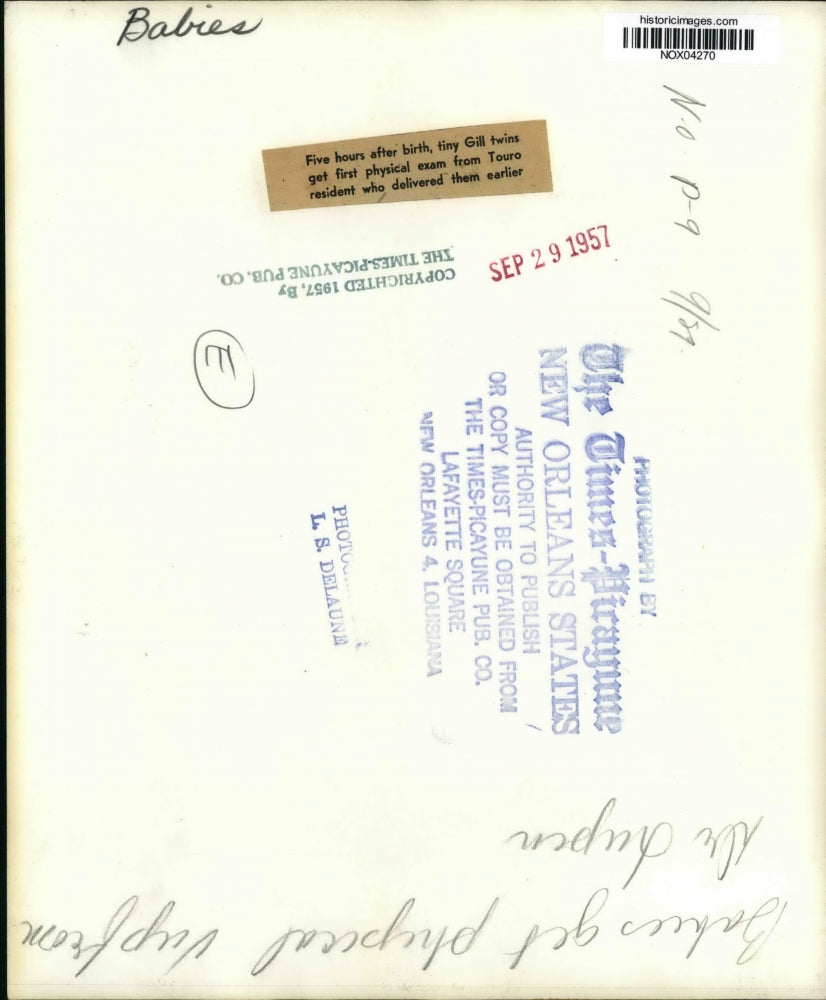 Babies
historicimages.com
NOX04270
Five hours after birth, tiny Gill twins
get first physical exam from Touro
resident who delivered them earlier
COPYRIGHTED 1957, By
THE TIMES-PICAYUNE PUB. CO.
SEP 29 1957
N.O. P-9
E
PHOTOGRAPH BY
The Times-Picayune
NEW ORLEANS STATES
AUTHORITY TO PUBLISH
OR COPY MUST BE OBTAINED FROM
THE TIMES-PICAYUNE PUB. CO.
LAFAYETTE SQUARE
NEW ORLEANS 4, LOUISIANA
L. S. DELAUNE
Babies get physical from